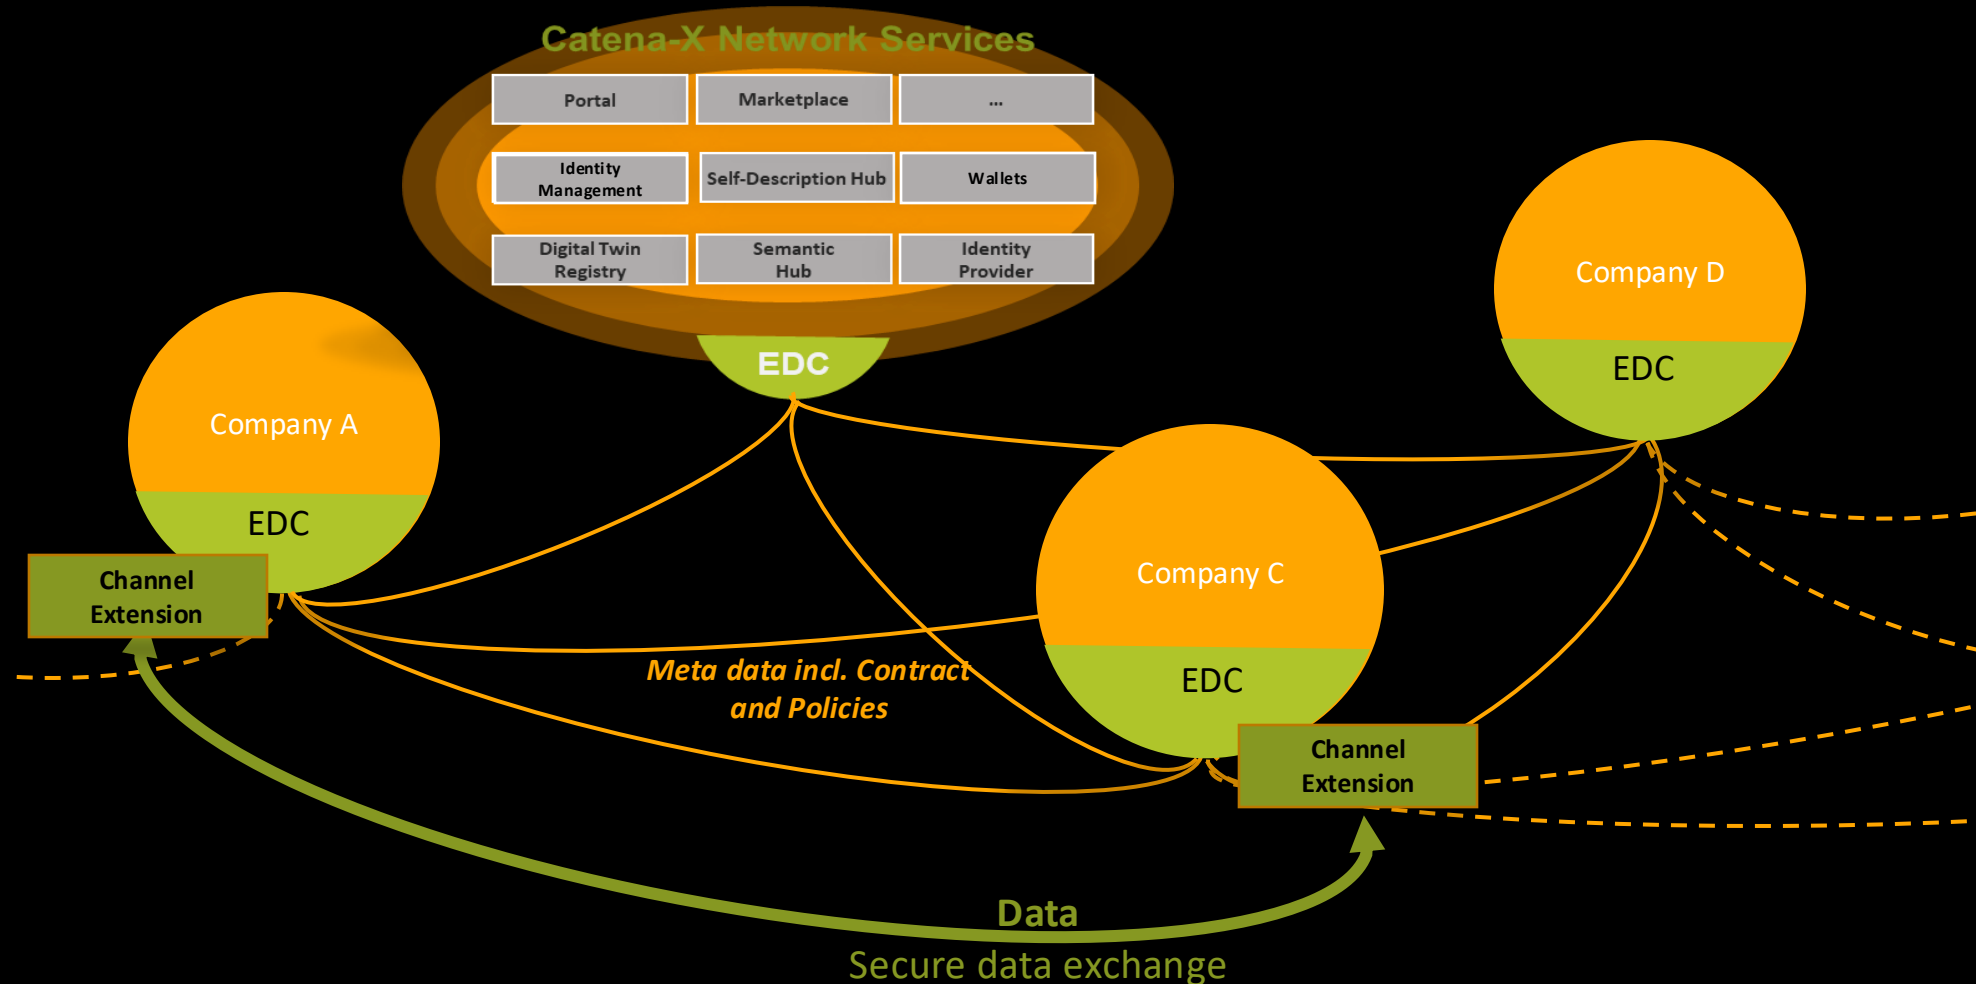 Catena-X Network Services
Portal
Marketplace
...
Identity
Management
Self-Description Hub
Wallets
Digital Twin
Registry
Semantic
Hub
Identity
Provider
EDC
Company D
EDC
Company A
EDC
Channel
Extension
Company C
EDC
Channel
Extension
Meta data incl. Contract
and Policies
Data
Secure data exchange